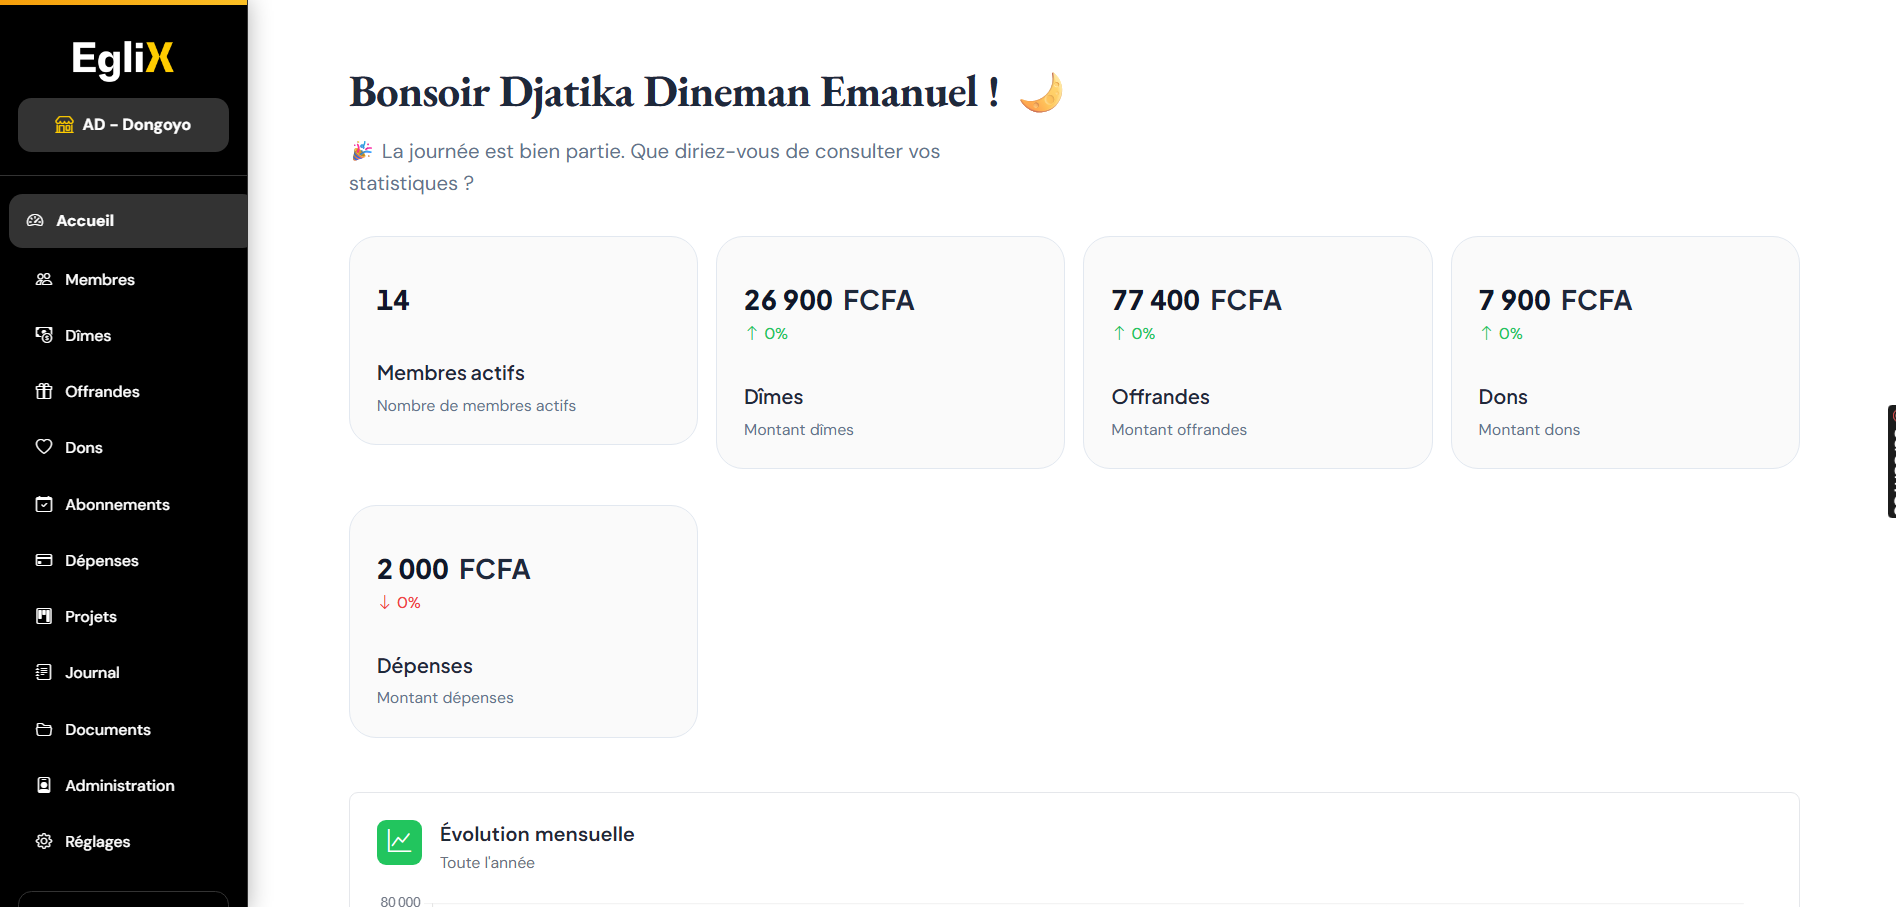 EgliX
AD - Dongoyo
Accueil
Membres
Dîmes
Offrandes
Dons
Abonnements
Dépenses
Projets
Journal
Documents
Administration
Réglages
Bonsoir Djatika Dineman Emanuel !
La journée est bien partie. Que diriez-vous de consulter vos
statistiques ?
14
Membres actifs
Nombre de membres actifs
26 900 FCFA
↑ 0%
Dîmes
Montant dîmes
77 400 FCFA
↑ 0%
Offrandes
Montant offrandes
7 900 FCFA
↑ 0%
Dons
Montant dons
2 000 FCFA
↓ 0%
Dépenses
Montant dépenses
Évolution mensuelle
Toute l'année
80 000